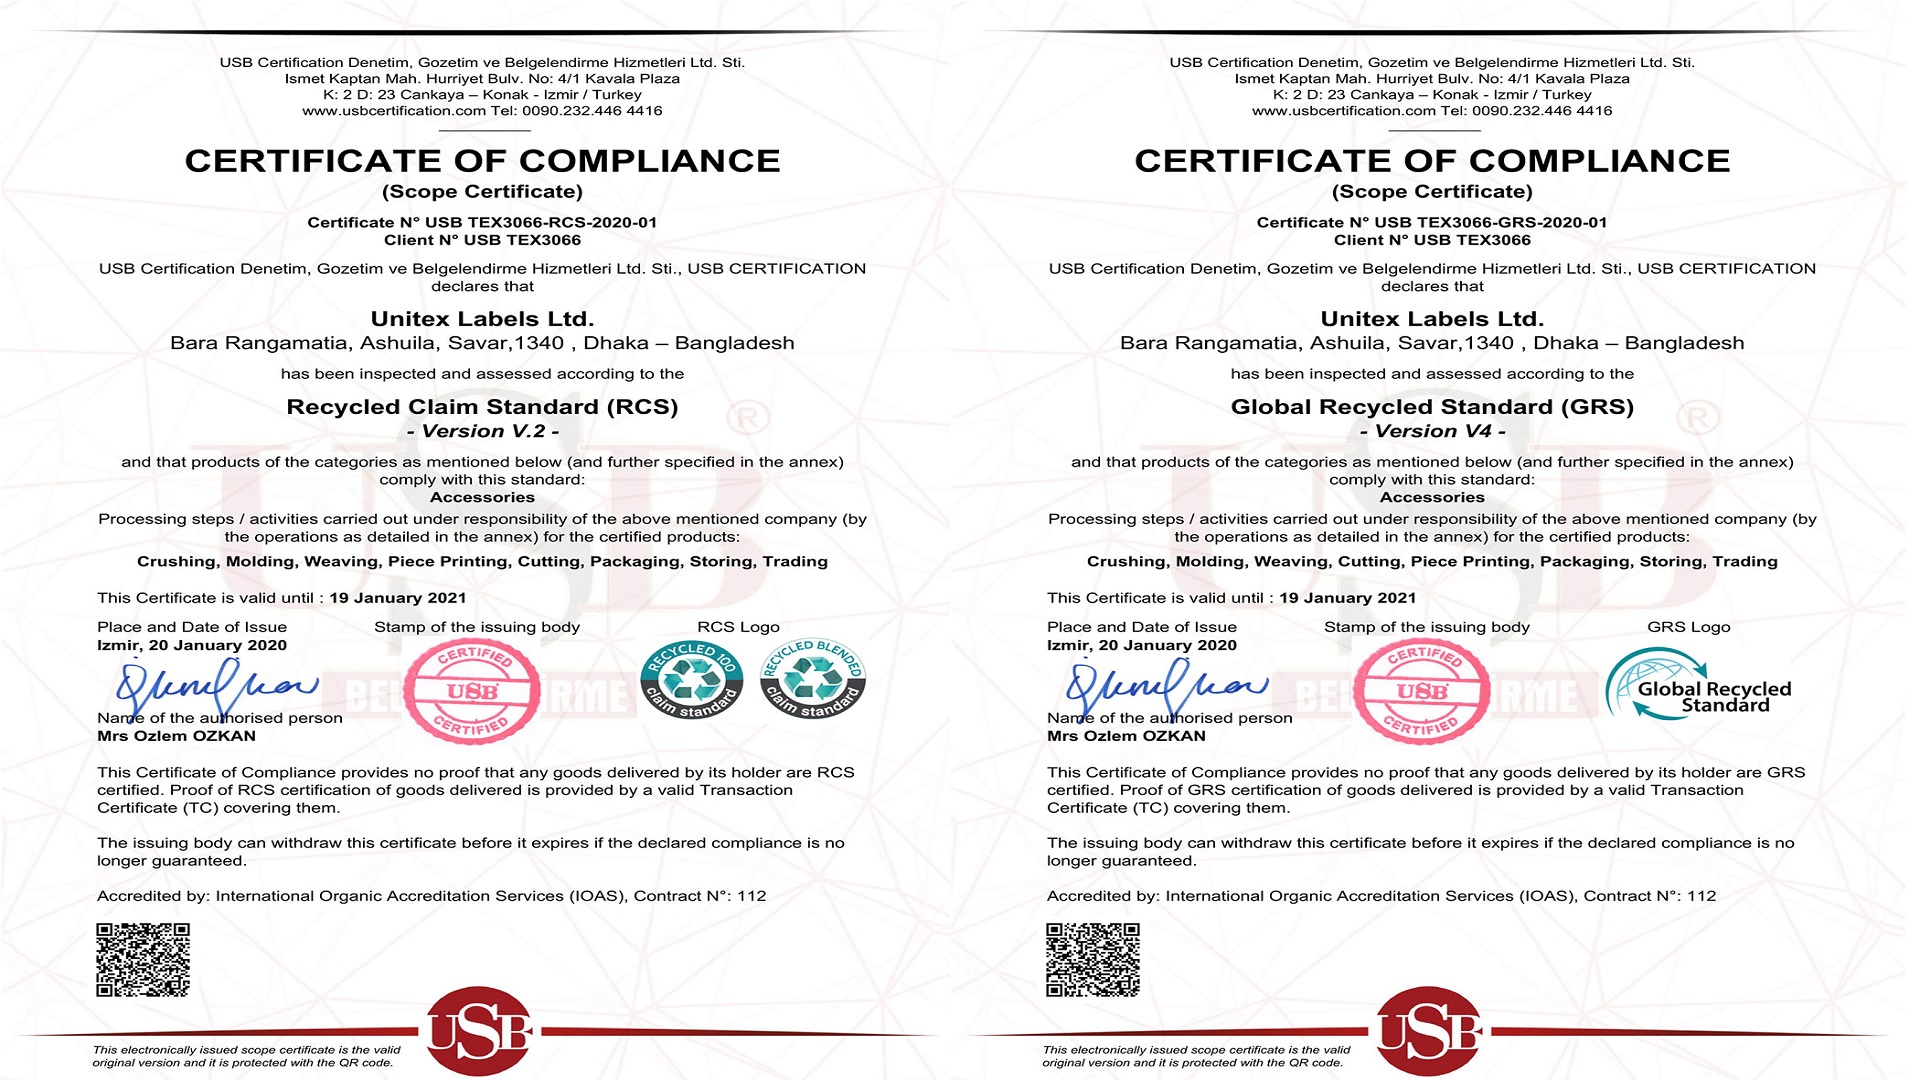 USB Certification Denetim, Gozetim ve Belgelendirme Hizmetleri Ltd. Sti.
Ismet Kaptan Mah. Hurriyet Bulv. No: 4/1 Kavala Plaza
K: 2 D: 23 Cankaya – Konak - Izmir / Turkey
www.usbcertification.com Tel: 0090.232.446 4416
CERTIFICATE OF COMPLIANCE
(Scope Certificate)
Certificate N° USB TEX3066-RCS-2020-01
Client N° USB TEX3066
USB Certification Denetim, Gozetim ve Belgelendirme Hizmetleri Ltd. Sti., USB CERTIFICATION
declares that
Unitex Labels Ltd.
Bara Rangamatia, Ashuila, Savar,1340 , Dhaka – Bangladesh
has been inspected and assessed according to the
Recycled Claim Standard (RCS)
- Version V.2 -
and that products of the categories as mentioned below (and further specified in the annex)
comply with this standard:
Accessories
Processing steps / activities carried out under responsibility of the above mentioned company (by
the operations as detailed in the annex) for the certified products:
Crushing, Molding, Weaving, Piece Printing, Cutting, Packaging, Storing, Trading
This Certificate is valid until : 19 January 2021
Place and Date of Issue
Izmir, 20 January 2020
Stamp of the issuing body
RCS Logo
CERTIFIED
USB
CERTIFIED
RECYCLED 100
claim standard
RECYCLED BLENDED
claim standard
Name of the authorised person
Mrs Ozlem OZKAN
This Certificate of Compliance provides no proof that any goods delivered by its holder are RCS
certified. Proof of RCS certification of goods delivered is provided by a valid Transaction
Certificate (TC) covering them.
The issuing body can withdraw this certificate before it expires if the declared compliance is no
longer guaranteed.
Accredited by: International Organic Accreditation Services (IOAS), Contract N°: 112
USB
This electronically issued scope certificate is the valid
original version and it is protected with the QR code.
USB Certification Denetim, Gozetim ve Belgelendirme Hizmetleri Ltd. Sti.
Ismet Kaptan Mah. Hurriyet Bulv. No: 4/1 Kavala Plaza
K: 2 D: 23 Cankaya – Konak - Izmir / Turkey
www.usbcertification.com Tel: 0090.232.446 4416
CERTIFICATE OF COMPLIANCE
(Scope Certificate)
Certificate N° USB TEX3066-GRS-2020-01
Client N° USB TEX3066
USB Certification Denetim, Gozetim ve Belgelendirme Hizmetleri Ltd. Sti., USB CERTIFICATION
declares that
Unitex Labels Ltd.
Bara Rangamatia, Ashuila, Savar,1340 , Dhaka – Bangladesh
has been inspected and assessed according to the
Global Recycled Standard (GRS)
- Version V4 -
and that products of the categories as mentioned below (and further specified in the annex)
comply with this standard:
Accessories
Processing steps / activities carried out under responsibility of the above mentioned company (by
the operations as detailed in the annex) for the certified products:
Crushing, Molding, Weaving, Cutting, Piece Printing, Packaging, Storing, Trading
This Certificate is valid until : 19 January 2021
Place and Date of Issue
Izmir, 20 January 2020
Stamp of the issuing body
GRS Logo
CERTIFIED
USB
CERTIFIED
Global Recycled
Standard
Name of the authorised person
Mrs Ozlem OZKAN
This Certificate of Compliance provides no proof that any goods delivered by its holder are GRS
certified. Proof of GRS certification of goods delivered is provided by a valid Transaction
Certificate (TC) covering them.
The issuing body can withdraw this certificate before it expires if the declared compliance is no
longer guaranteed.
Accredited by: International Organic Accreditation Services (IOAS), Contract N°: 112
USB
This electronically issued scope certificate is the valid
original version and it is protected with the QR code.